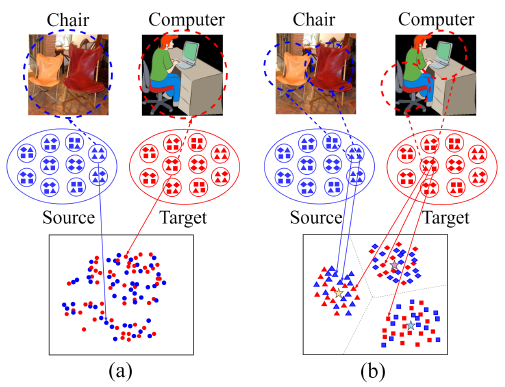 Chair
Computer
Source
Target
(a)
Chair
Computer
Source
Target
(b)